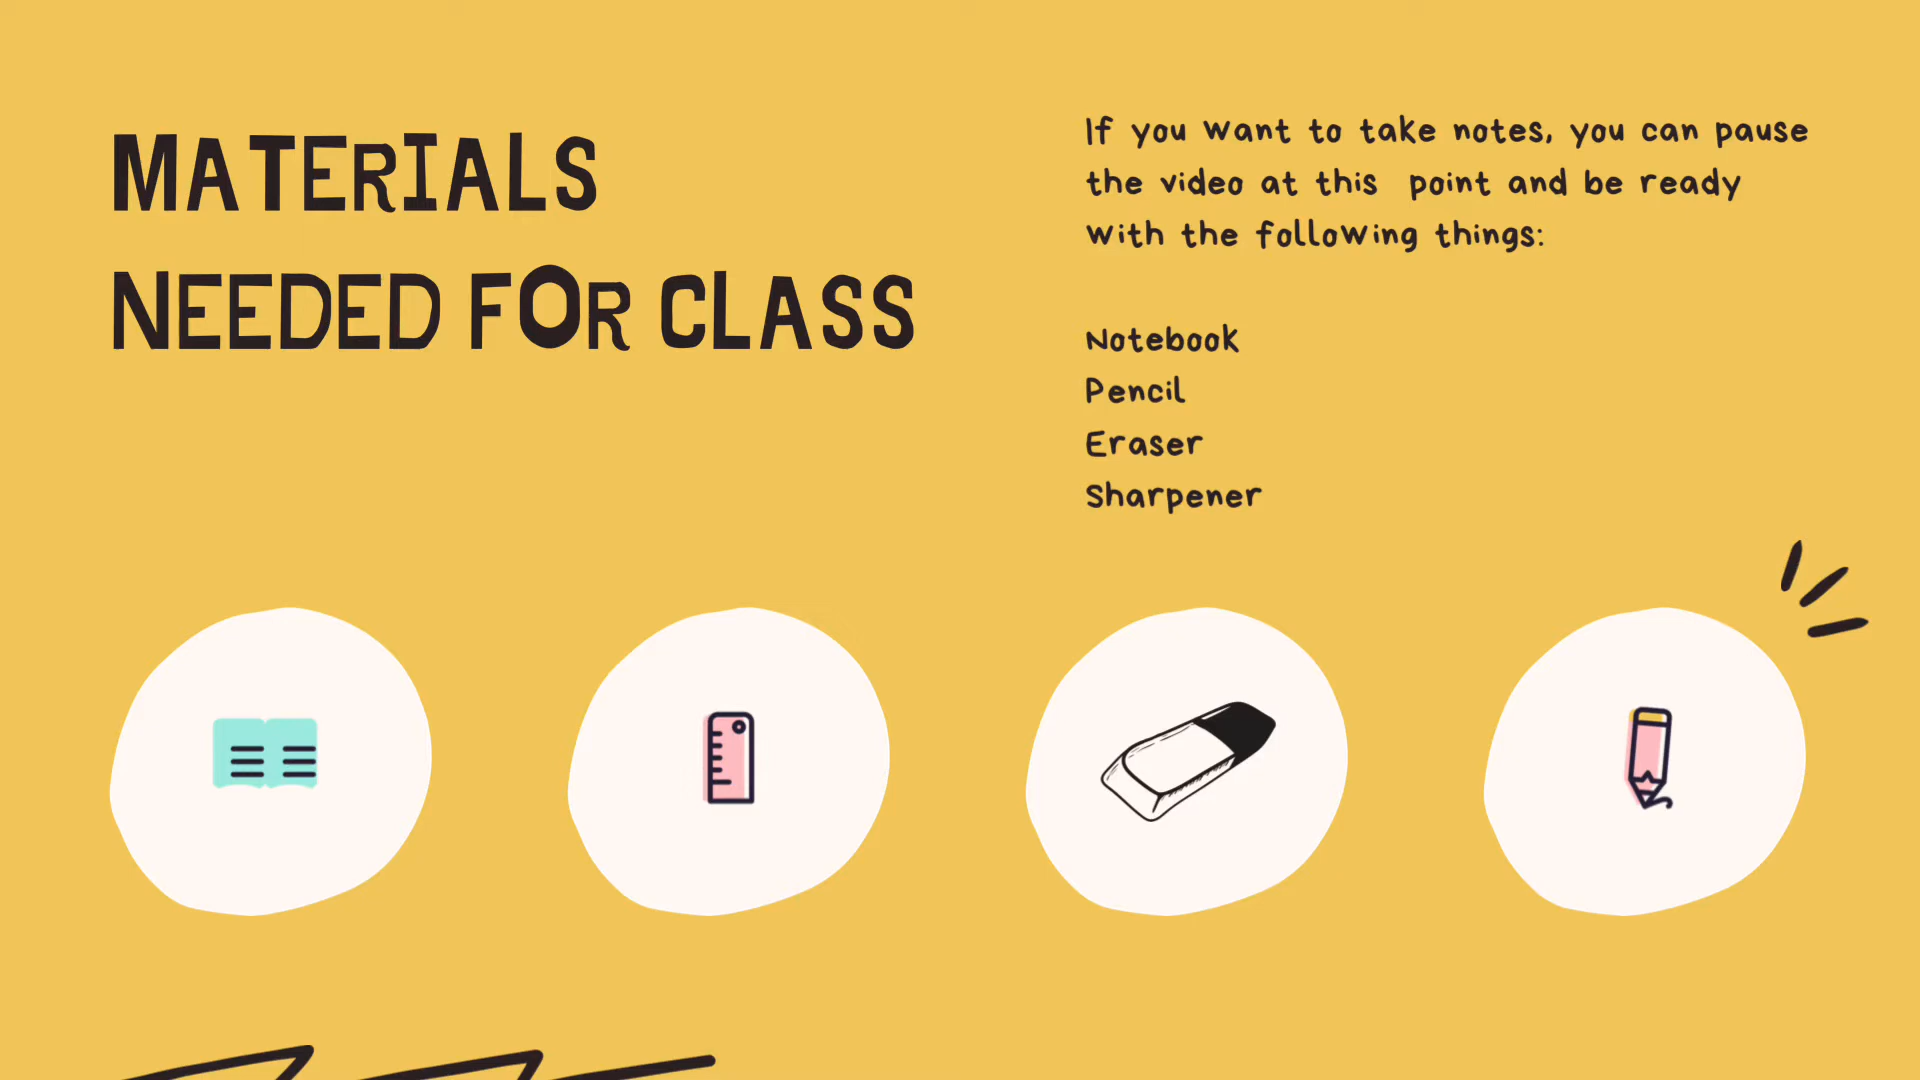 MATERIALS
NEEDED FOR CLASS
If you want to take notes, you can pause
the video at this point and be ready
with the following things:
Notebook
Pencil
Eraser
Sharpener